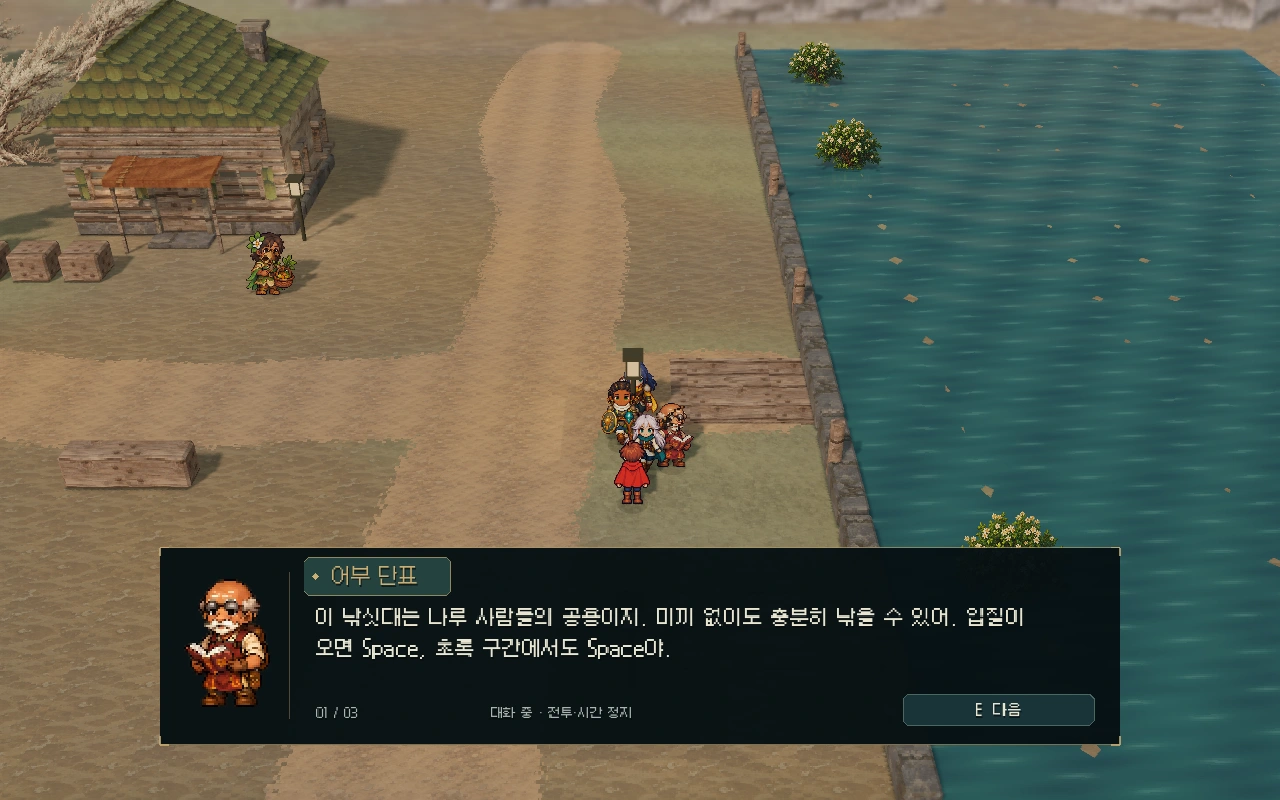 어부 단표
이 낚싯대는 나루 사람들의 공용이지. 미끼 없이도 충분히 낚을 수 있어. 입질이
오면 Space, 초록 구간에서도 Space야.
01 / 03
대화 중 · 전투·시간 정지
E 다음